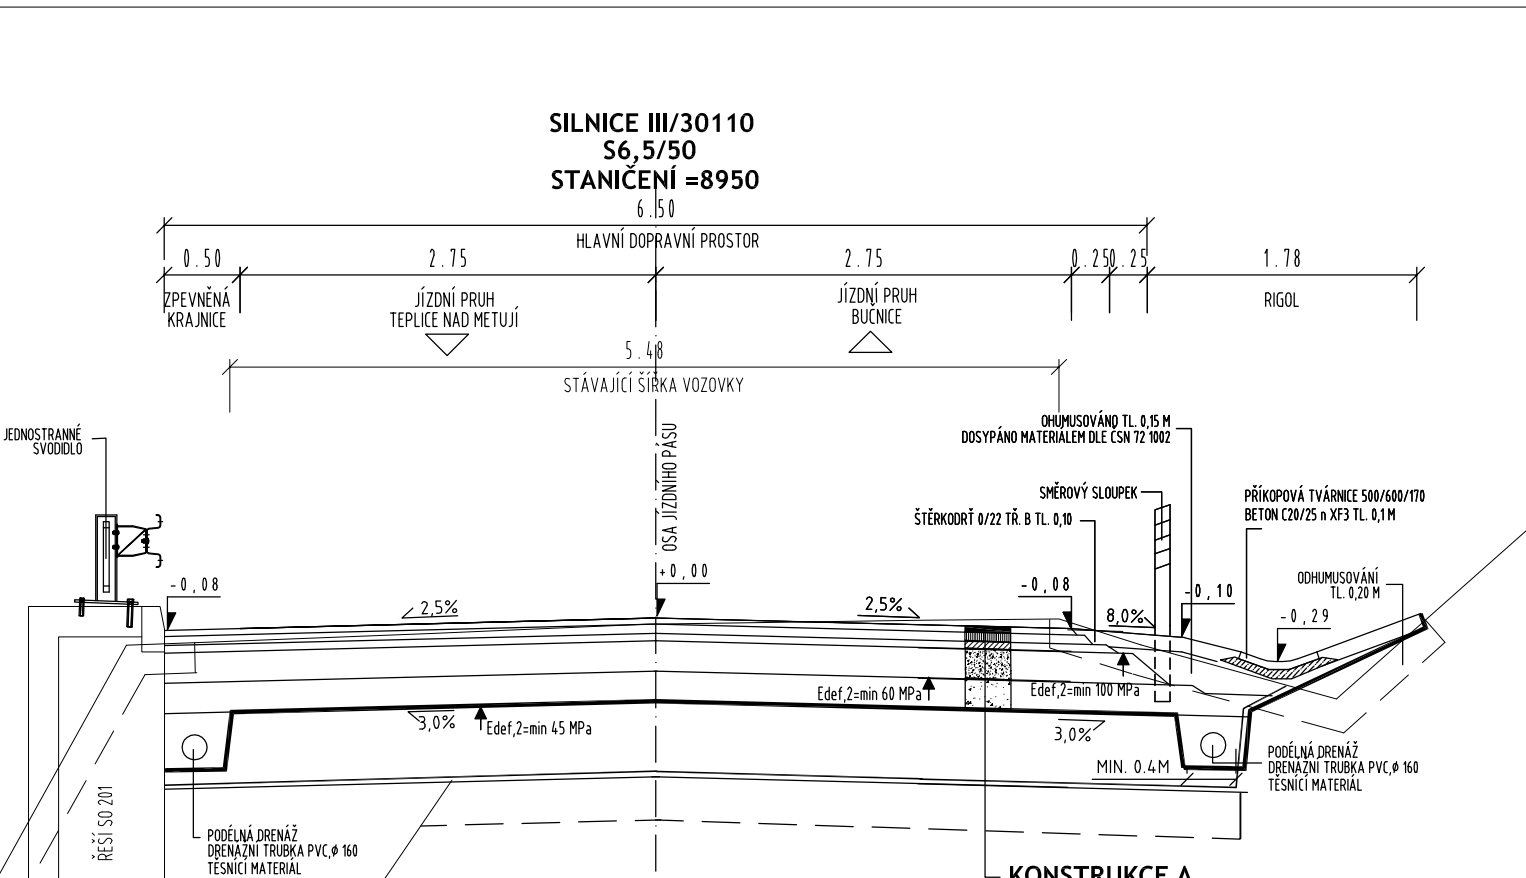 SILNICE III/30110
S6,5/50
STANIČENÍ =8950
6.50
HLAVNÍ DOPRAVNÍ PROSTOR
0.50
2.75
2.75
0.25
0.25
1.78
ZPEVNĚNÁ
KRAJNICE
JÍZDNÍ PRUH
TEPLICE NAD METUJÍ
JÍZDNÍ PRUH
BUČNICE
RIGOL
5.48
STÁVAJÍCÍ ŠÍŘKA VOZOVKY
JEDNOSTRANNÉ
SVODIDLO
OSA JÍZDNÍHO PÁSU
OHUMUSOVÁNO TL. 0,15 M
DOSYPÁNO MATERIÁLEM DLE ČSN 72 1002
SMĚROVÝ SLOUPEK
ŠTĚRKODRŤ 0/22 TŘ. B TL. 0,10
PŘÍKOPOVÁ TVÁRNICE 500/600/170
BETON C20/25 n XF3 TL. 0,1 M
ODHUMUSOVÁNÍ
TL. 0,20 M
-0,08
+0,00
-0,08
-0,10
-0,29
2,5%
2,5%
8,0%
Edef,2=min 60 MPa
Edef,2=min 100 MPa
3,0%
Edef,2=min 45 MPa
3,0%
MIN. 0.4M
PODÉLNÁ DRENÁŽ
DRENÁŽNÍ TRUBKA PVC,ø 160
TĚSNÍCÍ MATERIÁL
ŘEŠÍ SO 201
PODÉLNÁ DRENÁŽ
DRENÁŽNÍ TRUBKA PVC,ø 160
TĚSNÍCÍ MATERIÁL
KONSTRUKCE A